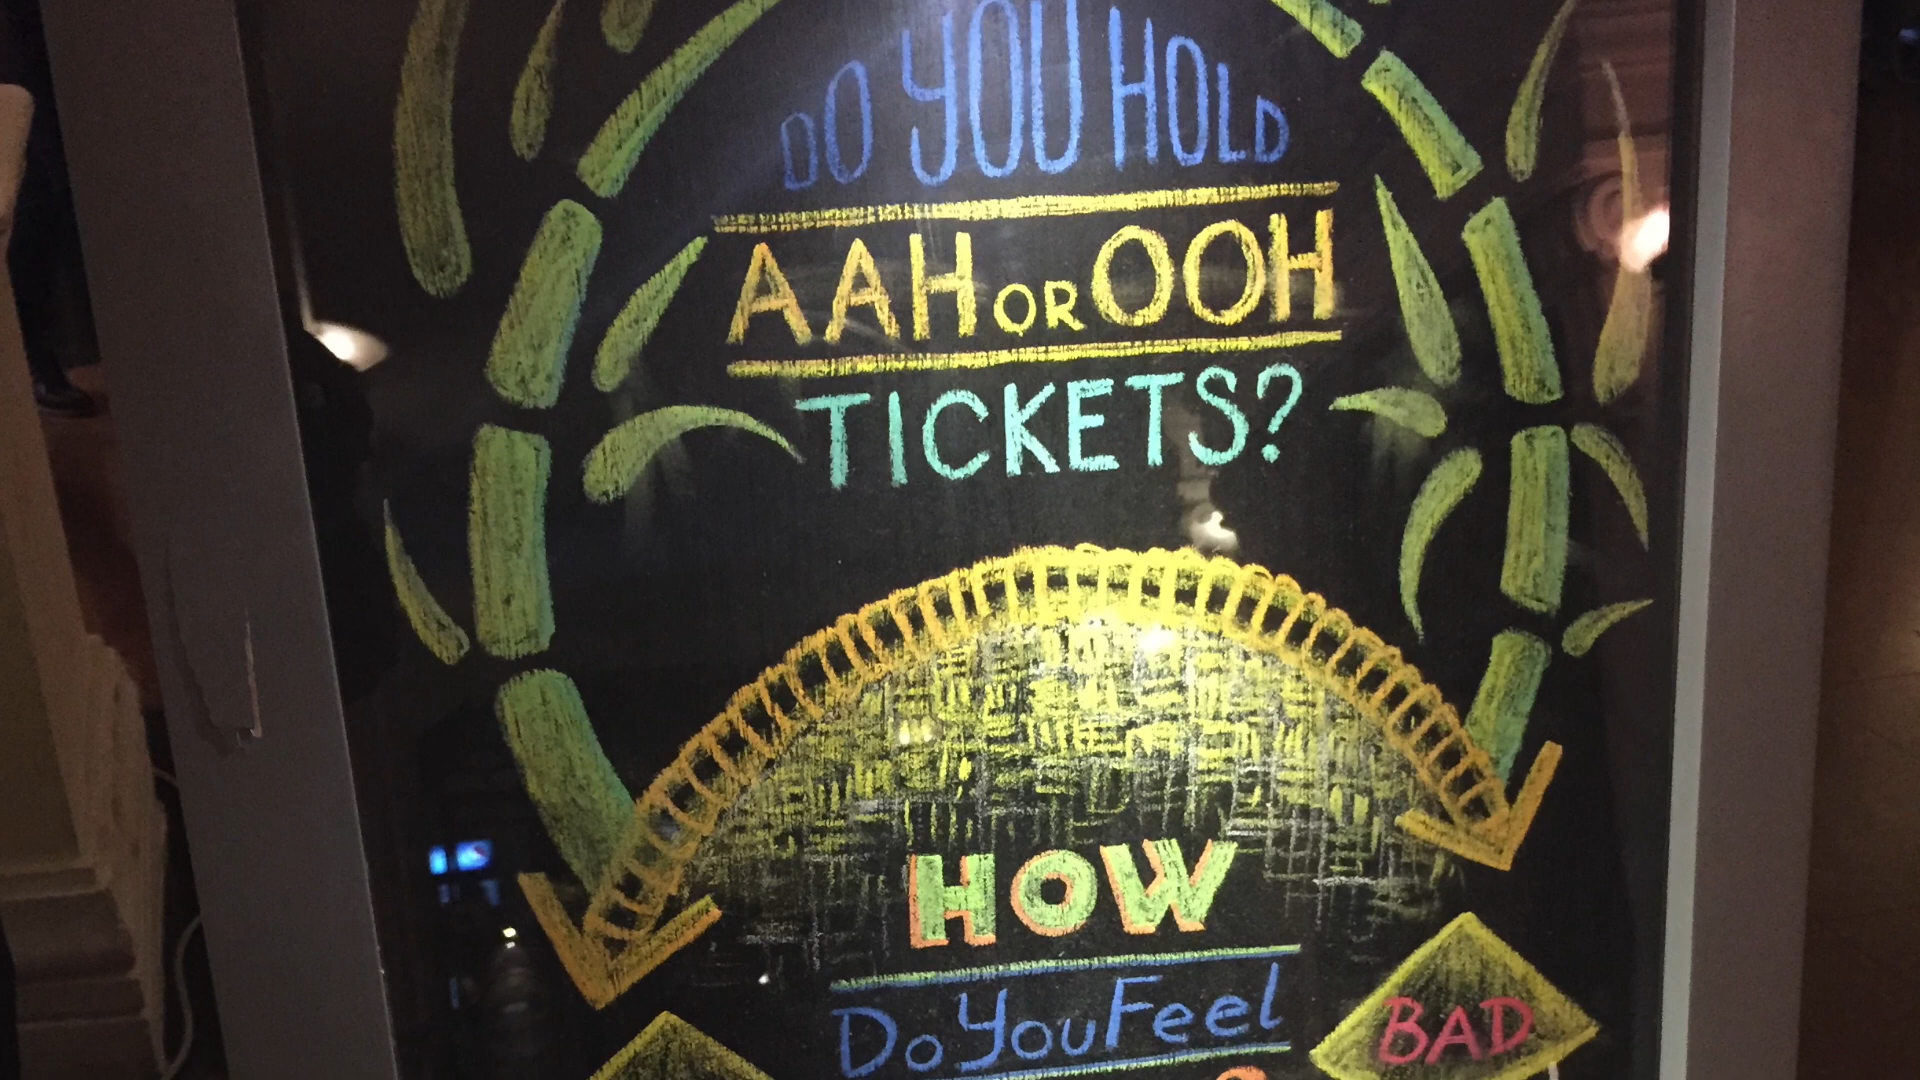 DO YOU HOLD
AAH OR OOH
TICKETS?
HOW
Do You Feel
BAD